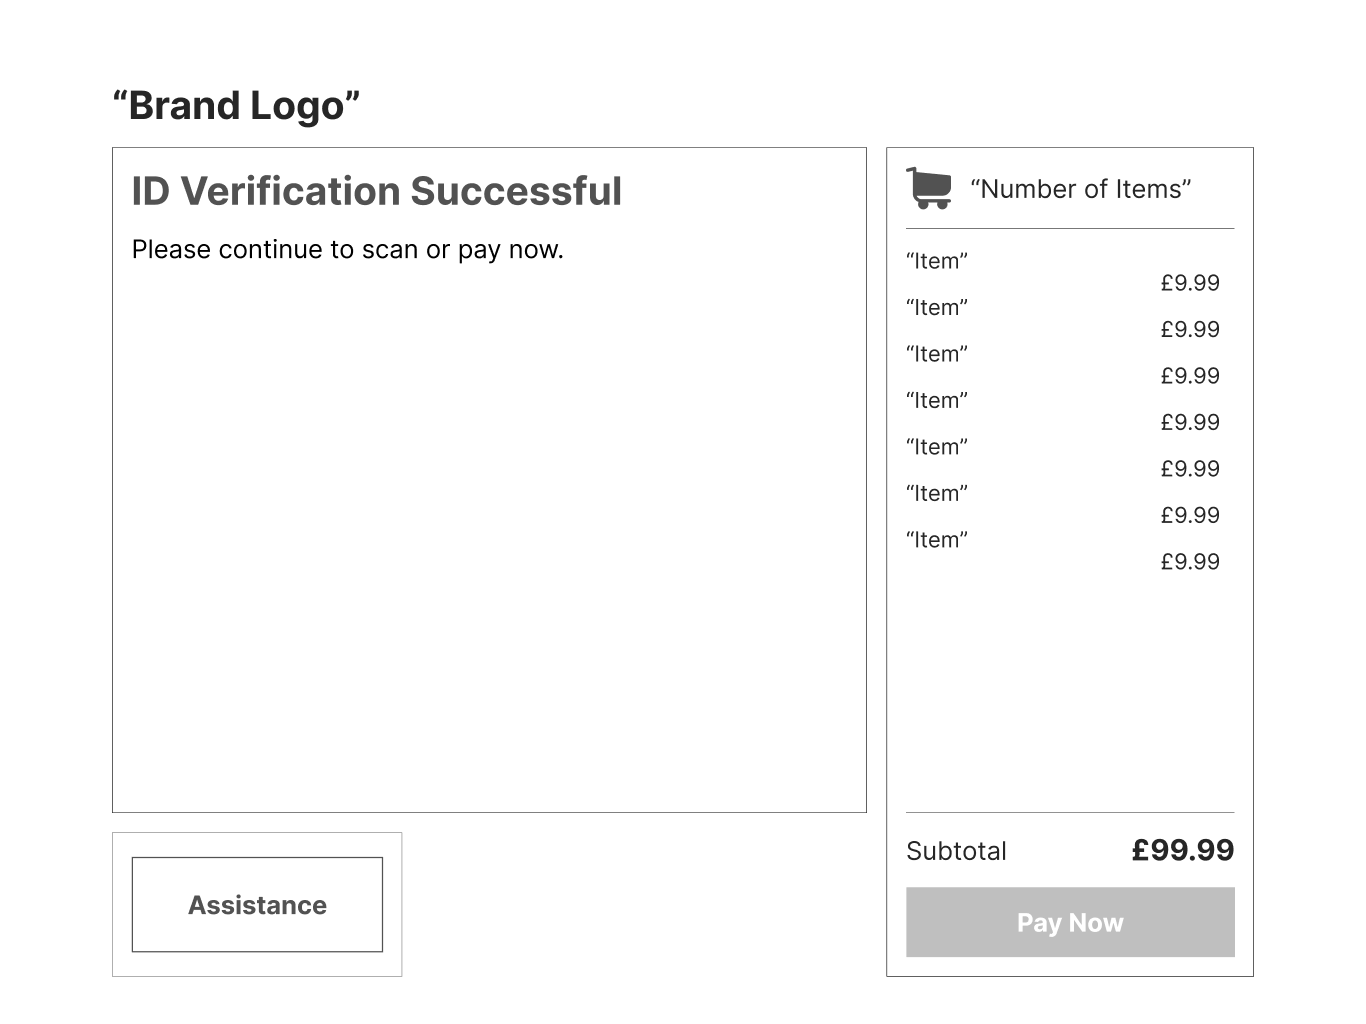 “Brand Logo”
ID Verification Successful
Please continue to scan or pay now.
Assistance
“Number of Items”
“Item”
£9.99
“Item”
£9.99
“Item”
£9.99
“Item”
£9.99
“Item”
£9.99
“Item”
£9.99
“Item”
£9.99
Subtotal £99.99
Pay Now